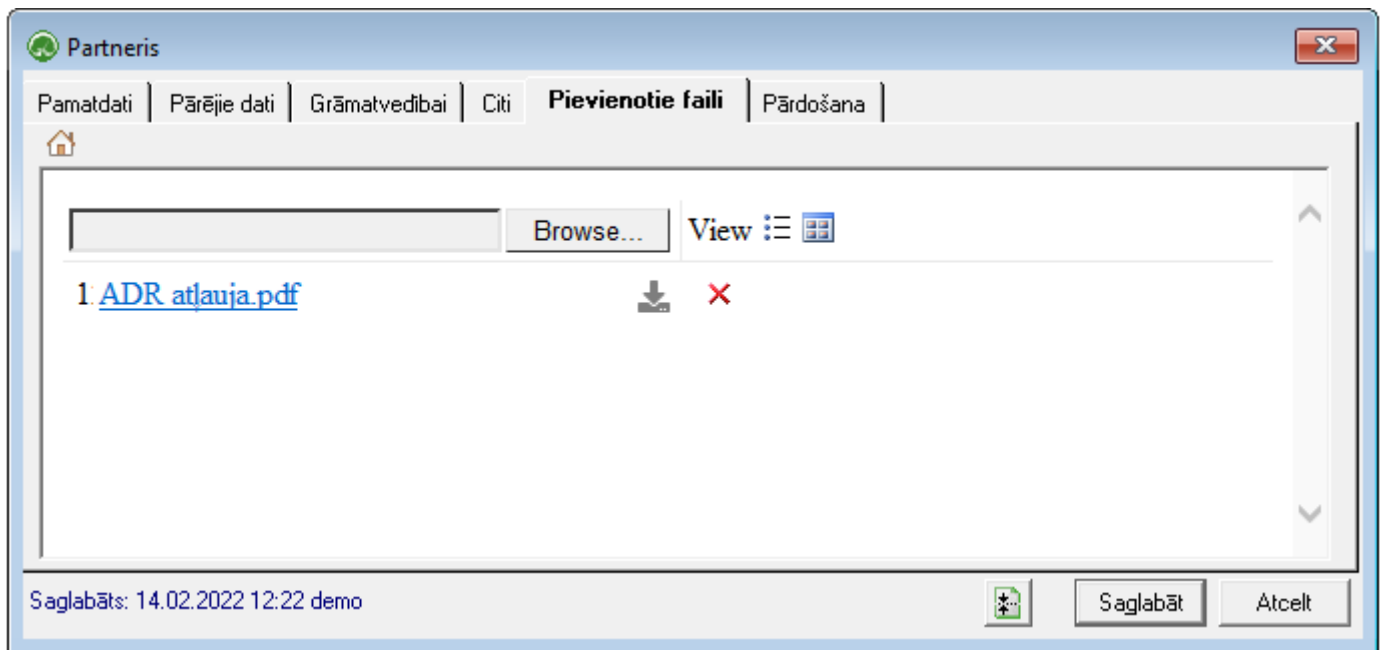 Partneris
Pamatdati Pārējie dati Grāmatvedībai Citi Pievienotie faili Pārdošana
Browse... View
1: ADR atļauja.pdf
Saglabāts: 14.02.2022 12:22 demo Saglabāt Atcelt